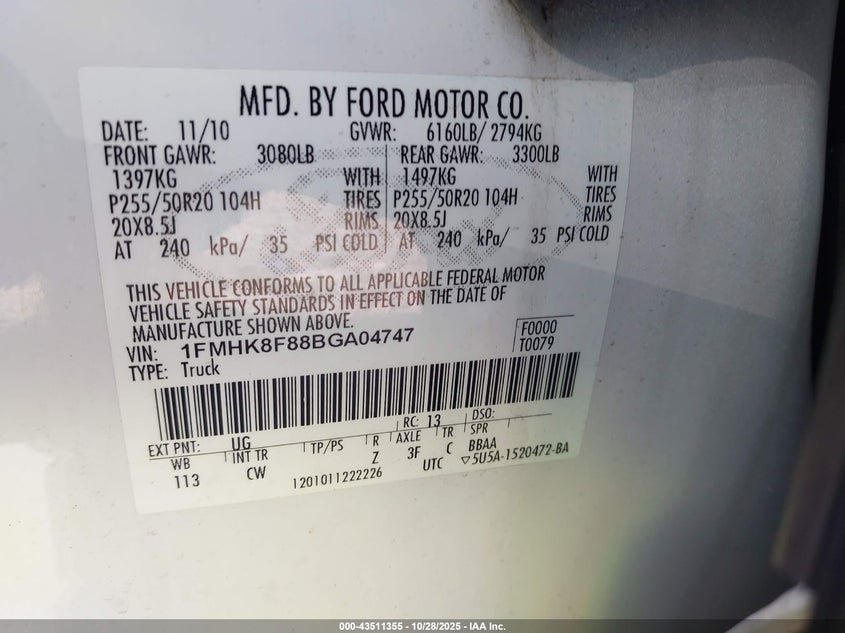 MFD. BY FORD MOTOR CO.
DATE: 11/10 GVWR: 6160LB/ 2794KG
FRONT GAWR: 3080LB REAR GAWR: 3300LB
1397KG WITH 1497KG WITH
P255/50R20 104H TIRES P255/50R20 104H TIRES
20X8.5J RIMS 20X8.5J RIMS
AT 240 kPa/ 35 PSI COLD AT 240 kPa/ 35 PSI COLD
THIS VEHICLE CONFORMS TO ALL APPLICABLE FEDERAL MOTOR
VEHICLE SAFETY STANDARDS IN EFFECT ON THE DATE OF
MANUFACTURE SHOWN ABOVE.
VIN: 1FMHK8F88BGA04747 F0000
TYPE: Truck T0079
EXT PNT: UG RC: 13 DSO:
WB INT TR TP/PS R AXLE TR SPR
113 CW Z 3F C BBAA
1201011222226 UTC ▽5U5A-1520472-BA
000-43511355 | 10/28/2025 | IAA Inc.